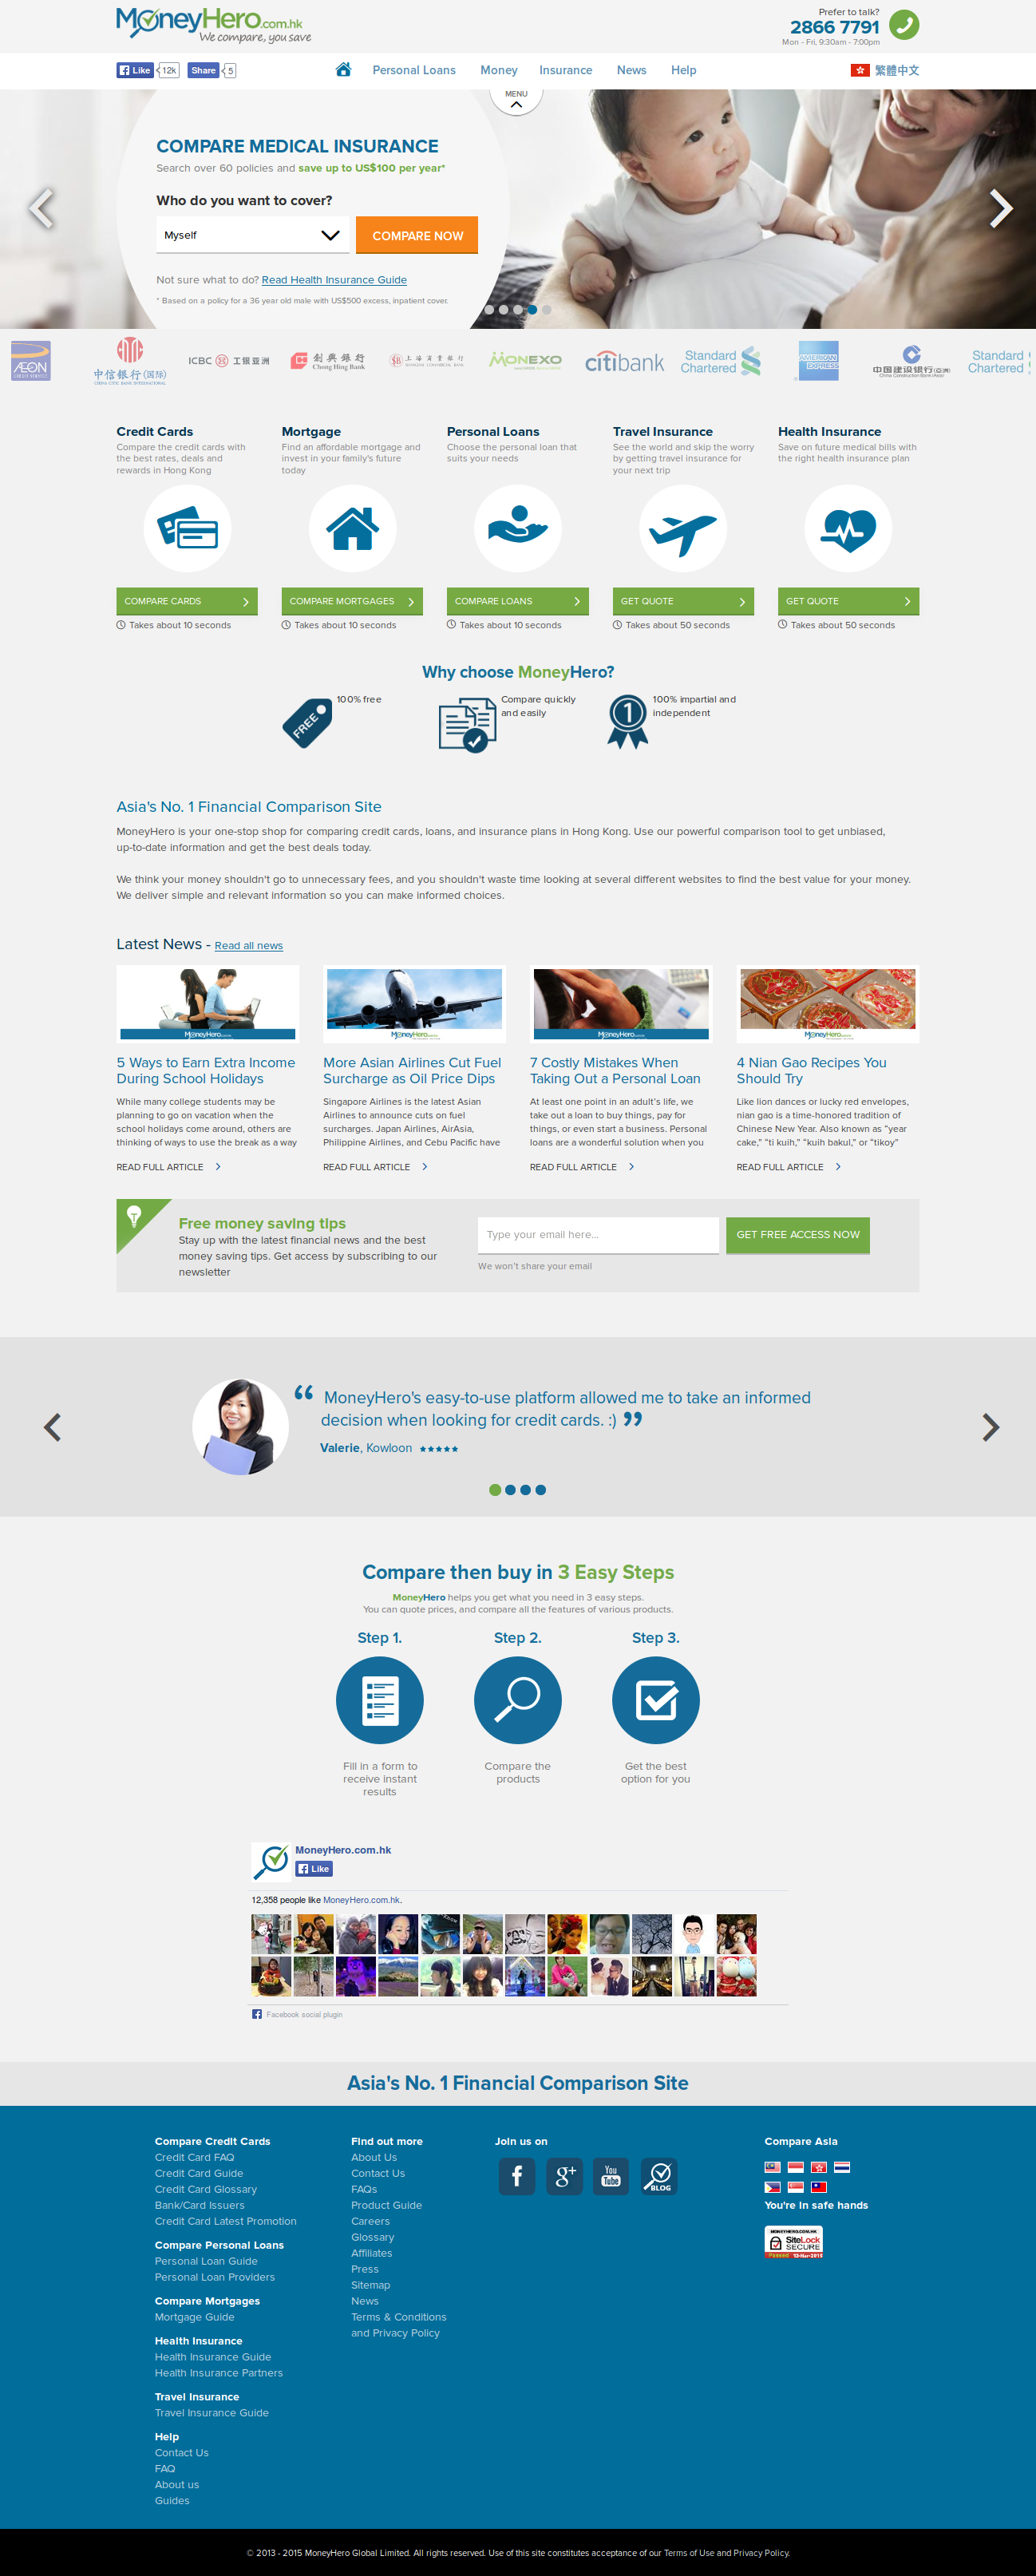 MoneyHero.com.hk
We compare, you save
Prefer to talk?
2866 7791
Mon - Fri, 9:30am - 7:00pm
Like 12k Share 5
Personal Loans Money Insurance News Help
繁體中文
MENU
COMPARE MEDICAL INSURANCE
Search over 60 policies and save up to US$100 per year*
Who do you want to cover?
Myself
COMPARE NOW
Not sure what to do? Read Health Insurance Guide
* Based on a policy for a 36 year old male with US$500 excess, inpatient cover.
ÆON
CREDIT SERVICE
中信银行(国际)
CHINA CITIC BANK INTERNATIONAL
ICBC 工银亚洲
創興銀行
Chong Hing Bank
上海商業銀行
SHANGHAI COMMERCIAL BANK
MONEXO
citibank
Standard Chartered
AMERICAN EXPRESS
中国建设银行(亚洲)
China Construction Bank (Asia)
Standard Chartered
Credit Cards
Compare the credit cards with
the best rates, deals and
rewards in Hong Kong
COMPARE CARDS
Takes about 10 seconds
Mortgage
Find an affordable mortgage and
invest in your family's future
today
COMPARE MORTGAGES
Takes about 10 seconds
Personal Loans
Choose the personal loan that
suits your needs
COMPARE LOANS
Takes about 10 seconds
Travel Insurance
See the world and skip the worry
by getting travel insurance for
your next trip
GET QUOTE
Takes about 50 seconds
Health Insurance
Save on future medical bills with
the right health insurance plan
GET QUOTE
Takes about 50 seconds
Why choose MoneyHero?
FREE
100% free
Compare quickly
and easily
1
100% impartial and
independent
Asia's No. 1 Financial Comparison Site
MoneyHero is your one-stop shop for comparing credit cards, loans, and insurance plans in Hong Kong. Use our powerful comparison tool to get unbiased,
up-to-date information and get the best deals today.
We think your money shouldn't go to unnecessary fees, and you shouldn't waste time looking at several different websites to find the best value for your money.
We deliver simple and relevant information so you can make informed choices.
Latest News - Read all news
MoneyHero
5 Ways to Earn Extra Income
During School Holidays
While many college students may be
planning to go on vacation when the
school holidays come around, others are
thinking of ways to use the break as a way
READ FULL ARTICLE
MoneyHero
More Asian Airlines Cut Fuel
Surcharge as Oil Price Dips
Singapore Airlines is the latest Asian
Airlines to announce cuts on fuel
surcharges. Japan Airlines, AirAsia,
Philippine Airlines, and Cebu Pacific have
READ FULL ARTICLE
MoneyHero
7 Costly Mistakes When
Taking Out a Personal Loan
At least one point in an adult's life, we
take out a loan to buy things, pay for
things, or even start a business. Personal
loans are a wonderful solution when you
READ FULL ARTICLE
MoneyHero
4 Nian Gao Recipes You
Should Try
Like lion dances or lucky red envelopes,
nian gao is a time-honored tradition of
Chinese New Year. Also known as "year
cake," "ti kuih," "kuih bakul," or "tikoy"
READ FULL ARTICLE
Free money saving tips
Stay up with the latest financial news and the best
money saving tips. Get access by subscribing to our
newsletter
Type your email here...
GET FREE ACCESS NOW
We won't share your email
“ MoneyHero's easy-to-use platform allowed me to take an informed
decision when looking for credit cards. :) ”
Valerie, Kowloon ★★★★★
Compare then buy in 3 Easy Steps
MoneyHero helps you get what you need in 3 easy steps.
You can quote prices, and compare all the features of various products.
Step 1.
Fill in a form to
receive instant
results
Step 2.
Compare the
products
Step 3.
Get the best
option for you
MoneyHero.com.hk
Like
12,358 people like MoneyHero.com.hk.
Facebook social plugin
Asia's No. 1 Financial Comparison Site
Compare Credit Cards
Credit Card FAQ
Credit Card Guide
Credit Card Glossary
Bank/Card Issuers
Credit Card Latest Promotion
Compare Personal Loans
Personal Loan Guide
Personal Loan Providers
Compare Mortgages
Mortgage Guide
Health Insurance
Health Insurance Guide
Health Insurance Partners
Travel Insurance
Travel Insurance Guide
Help
Contact Us
FAQ
About us
Guides
Find out more
About Us
Contact Us
FAQs
Product Guide
Careers
Glossary
Affiliates
Press
Sitemap
News
Terms & Conditions
and Privacy Policy
Join us on
f
g+
You Tube
BLOG
Compare Asia
You're in safe hands
MONEYHERO.COM.HK
SiteLock
SECURE
Passed 13-Mar-2015
© 2013 - 2015 MoneyHero Global Limited. All rights reserved. Use of this site constitutes acceptance of our Terms of Use and Privacy Policy.